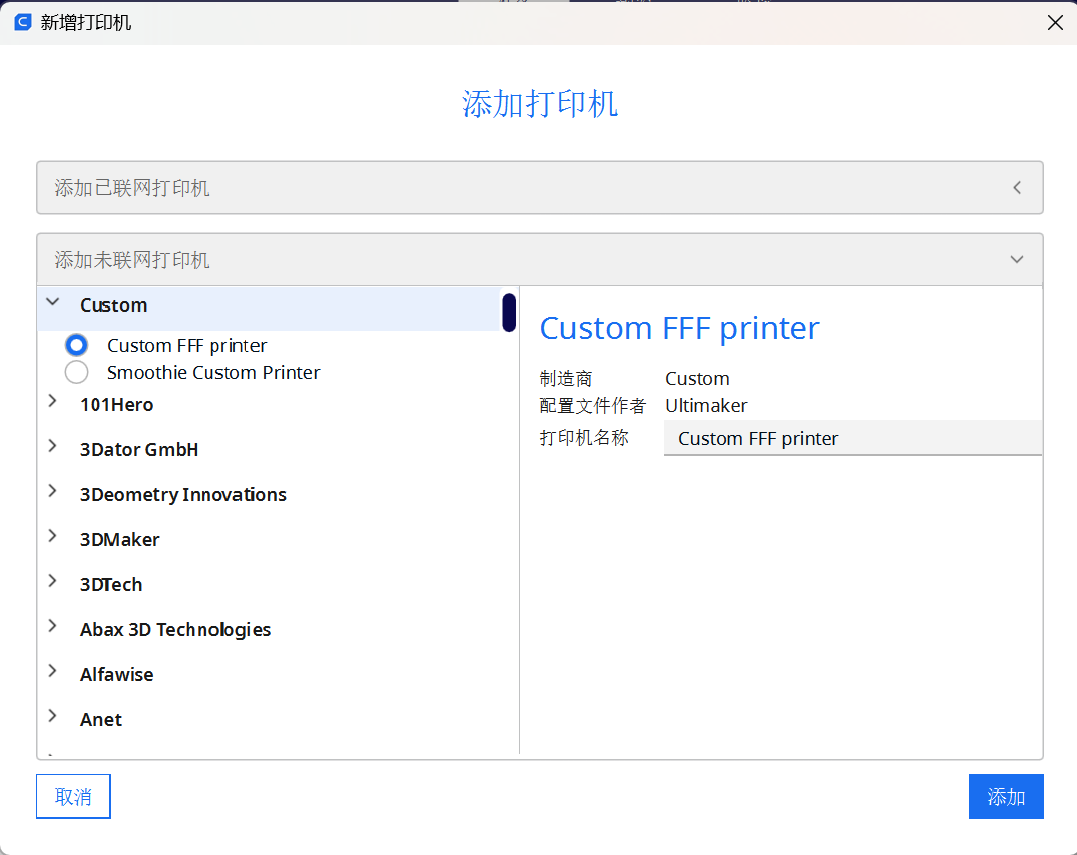 新增打印机
添加打印机
添加已联网打印机
添加未联网打印机
Custom
Custom FFF printer
Smoothie Custom Printer
101Hero
3Dator GmbH
3Deometry Innovations
3DMaker
3DTech
Abax 3D Technologies
Alfawise
Anet
Custom FFF printer
制造商 Custom
配置文件作者 Ultimaker
打印机名称 Custom FFF printer
取消
添加